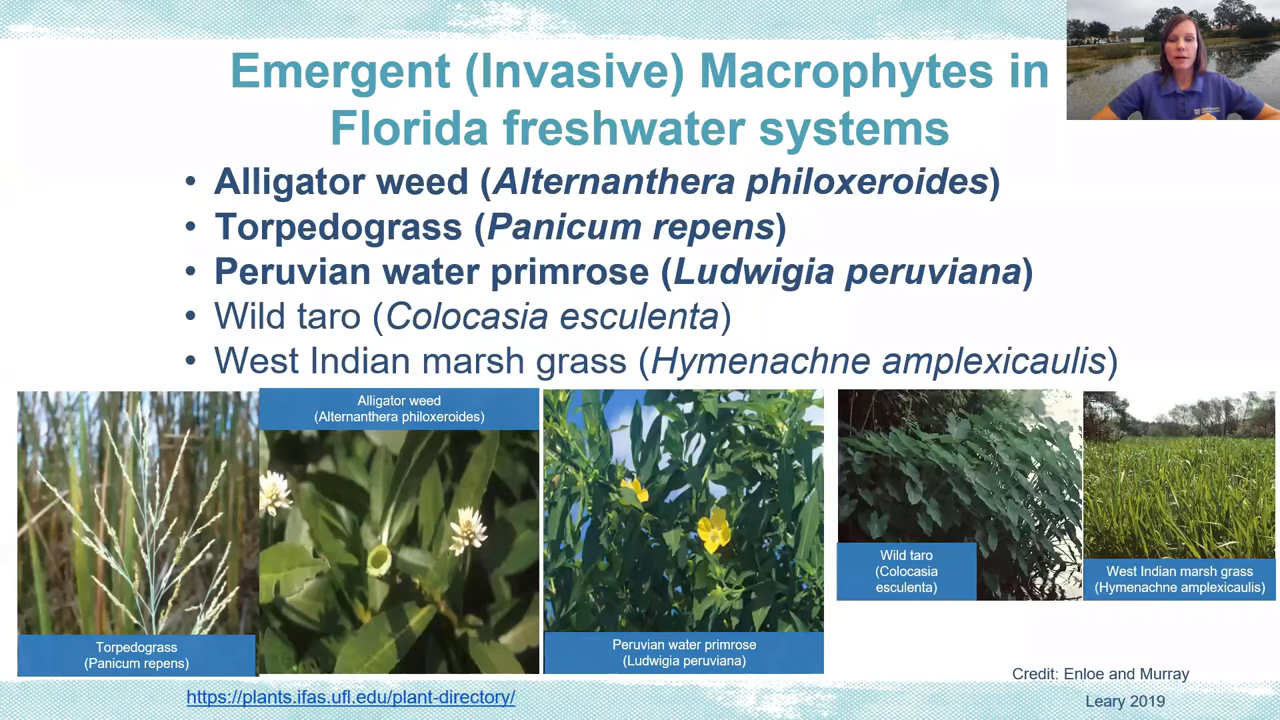 Emergent (Invasive) Macrophytes in
Florida freshwater systems
• Alligator weed (Alternanthera philoxeroides)
• Torpedograss (Panicum repens)
• Peruvian water primrose (Ludwigia peruviana)
• Wild taro (Colocasia esculenta)
• West Indian marsh grass (Hymenachne amplexicaulis)
Torpedograss
(Panicum repens)
Alligator weed
(Alternanthera philoxeroides)
Peruvian water primrose
(Ludwigia peruviana)
Wild taro
(Colocasia
esculenta)
West Indian marsh grass
(Hymenachne amplexicaulis)
https://plants.ifas.ufl.edu/plant-directory/
Credit: Enloe and Murray
Leary 2019